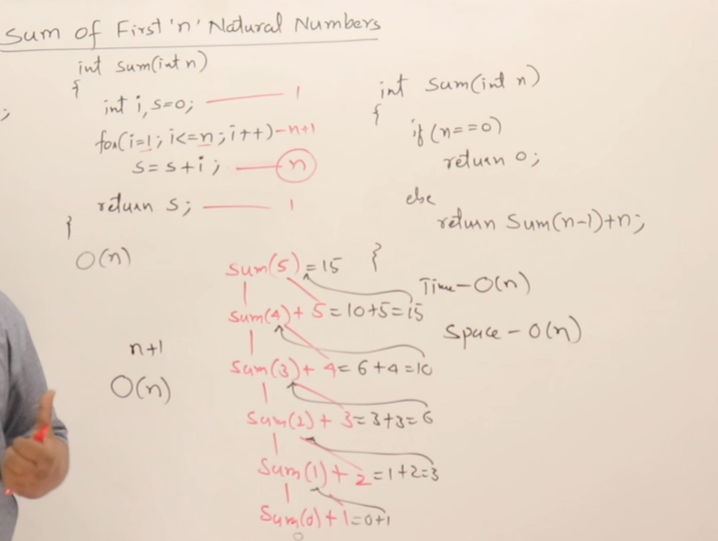 Sum of First 'n' Natural Numbers
int sum(int n)
{
int i, s=0; 1
for(i=1; i<=n; i++) - n+1
s = s+i; n
return s; 1
}
O(n)
n+1
O(n)
;
int sum(int n)
{
if (n==0)
return 0;
else
return Sum(n-1)+n;
}
Time-O(n)
Space-O(n)
Sum(5) = 15
Sum(4) + 5 = 10+5 = 15
Sum(3) + 4 = 6+4 = 10
Sum(2) + 3 = 3+3 = 6
Sum(1) + 2 = 1+2 = 3
Sum(0) + 1 = 0+1
0